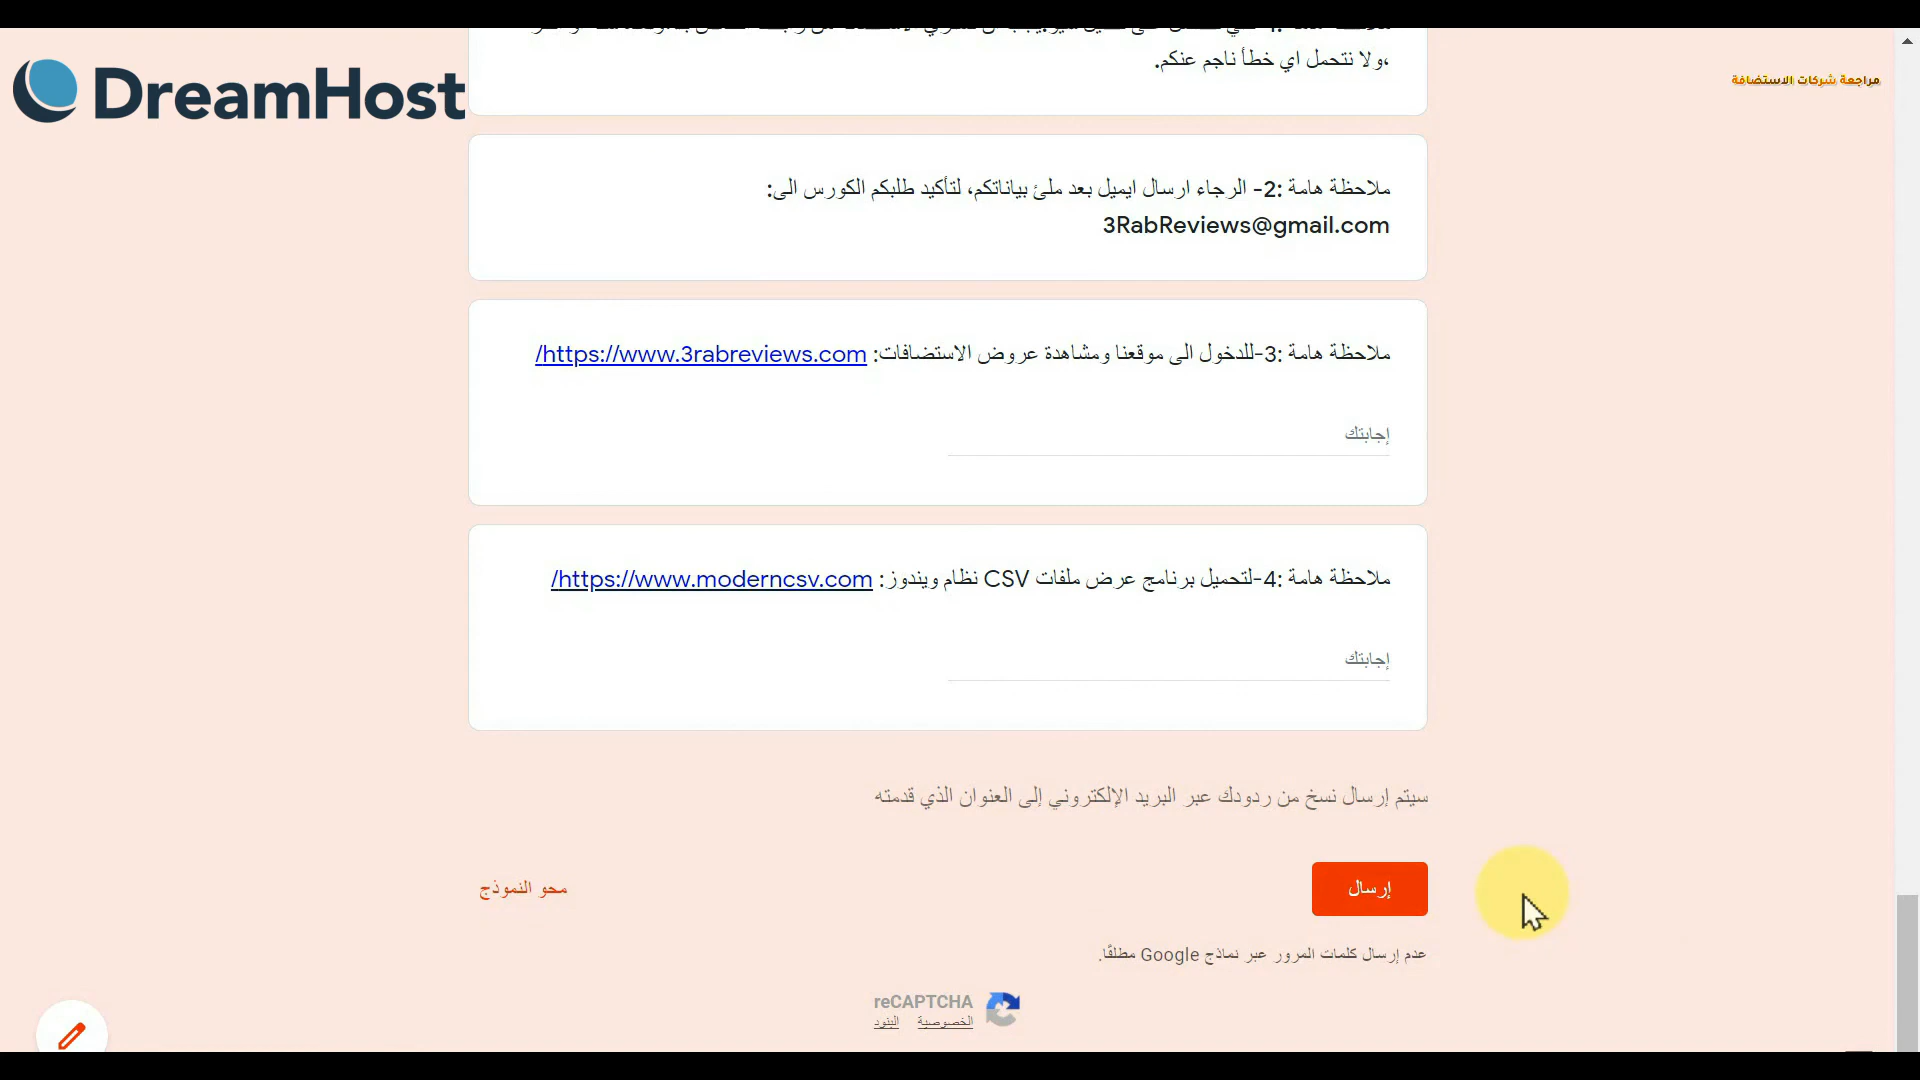 DreamHost
مراجعة شركات الاستضافة
،ولا نتحمل اي خطأ ناجم عنكم.
ملاحظة هامة :2- الرجاء ارسال ايميل بعد ملئ بياناتكم، لتأكيد طلبكم الكورس الى:
3RabReviews@gmail.com
ملاحظة هامة :3-للدخول الى موقعنا ومشاهدة عروض الاستضافات: https://www.3rabreviews.com/
إجابتك
ملاحظة هامة :4-لتحميل برنامج عرض ملفات CSV نظام ويندوز: https://www.moderncsv.com/
إجابتك
سيتم إرسال نسخ من ردودك عبر البريد الإلكتروني إلى العنوان الذي قدمته
إرسال
محو النموذج
عدم إرسال كلمات المرور عبر نماذج Google مطلقًا.
reCAPTCHA
الخصوصية البنود